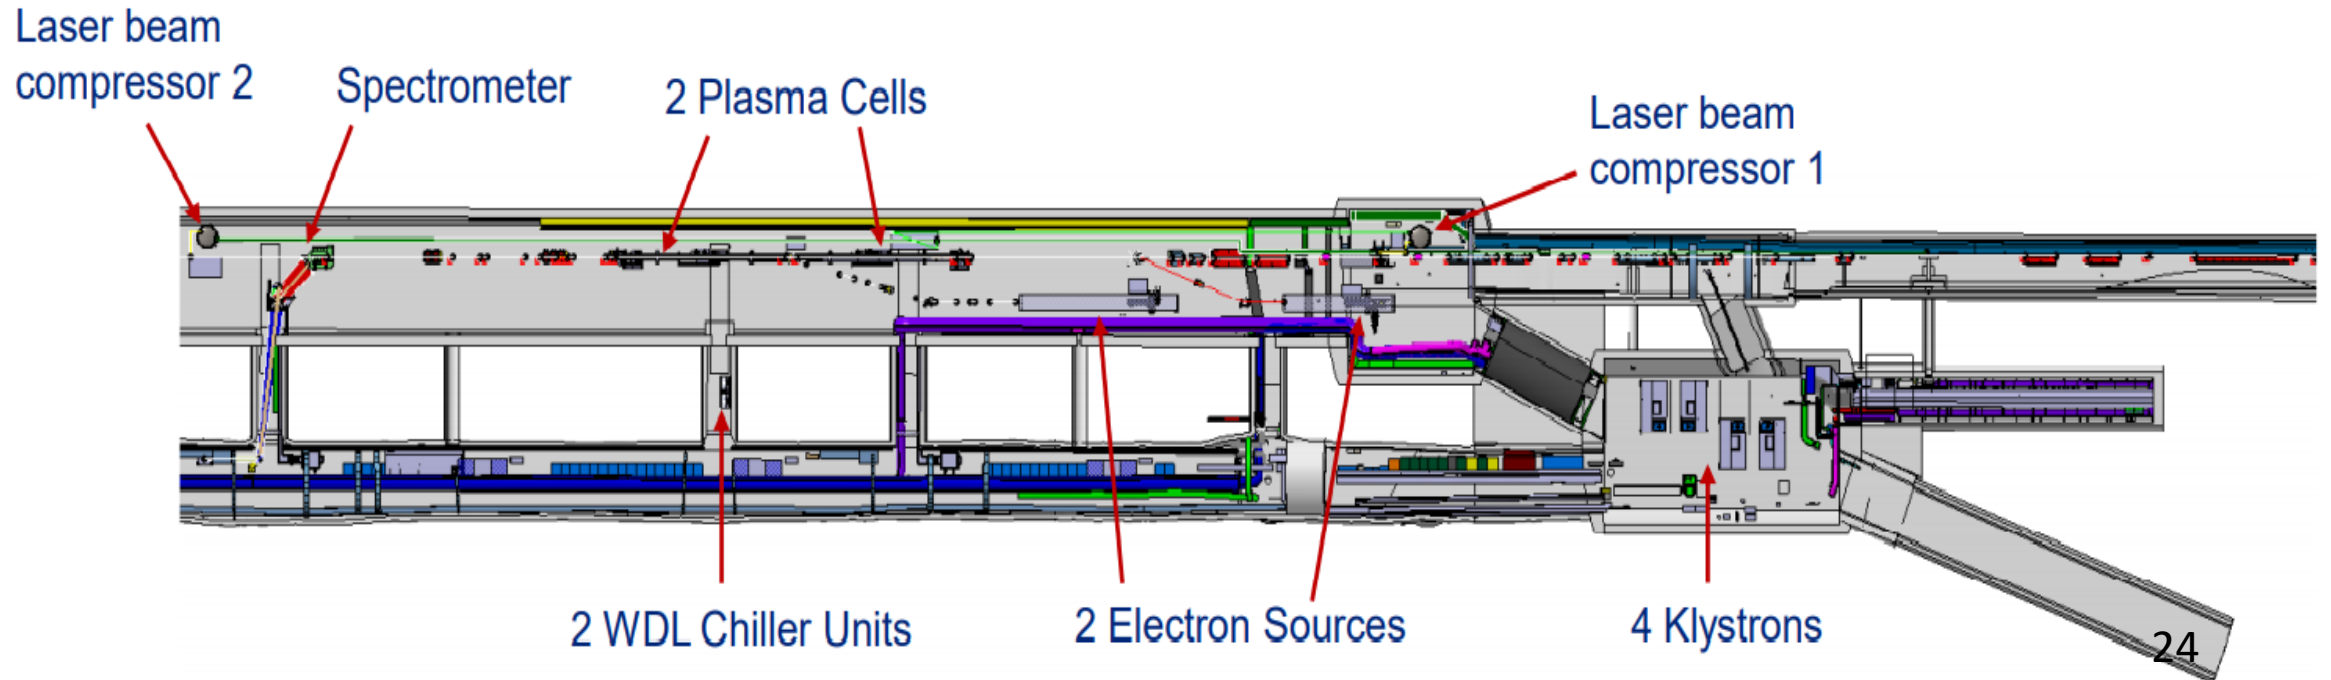 Laser beam
compressor 2
Spectrometer
2 Plasma Cells
Laser beam
compressor 1
2 WDL Chiller Units
2 Electron Sources
4 Klystrons
24